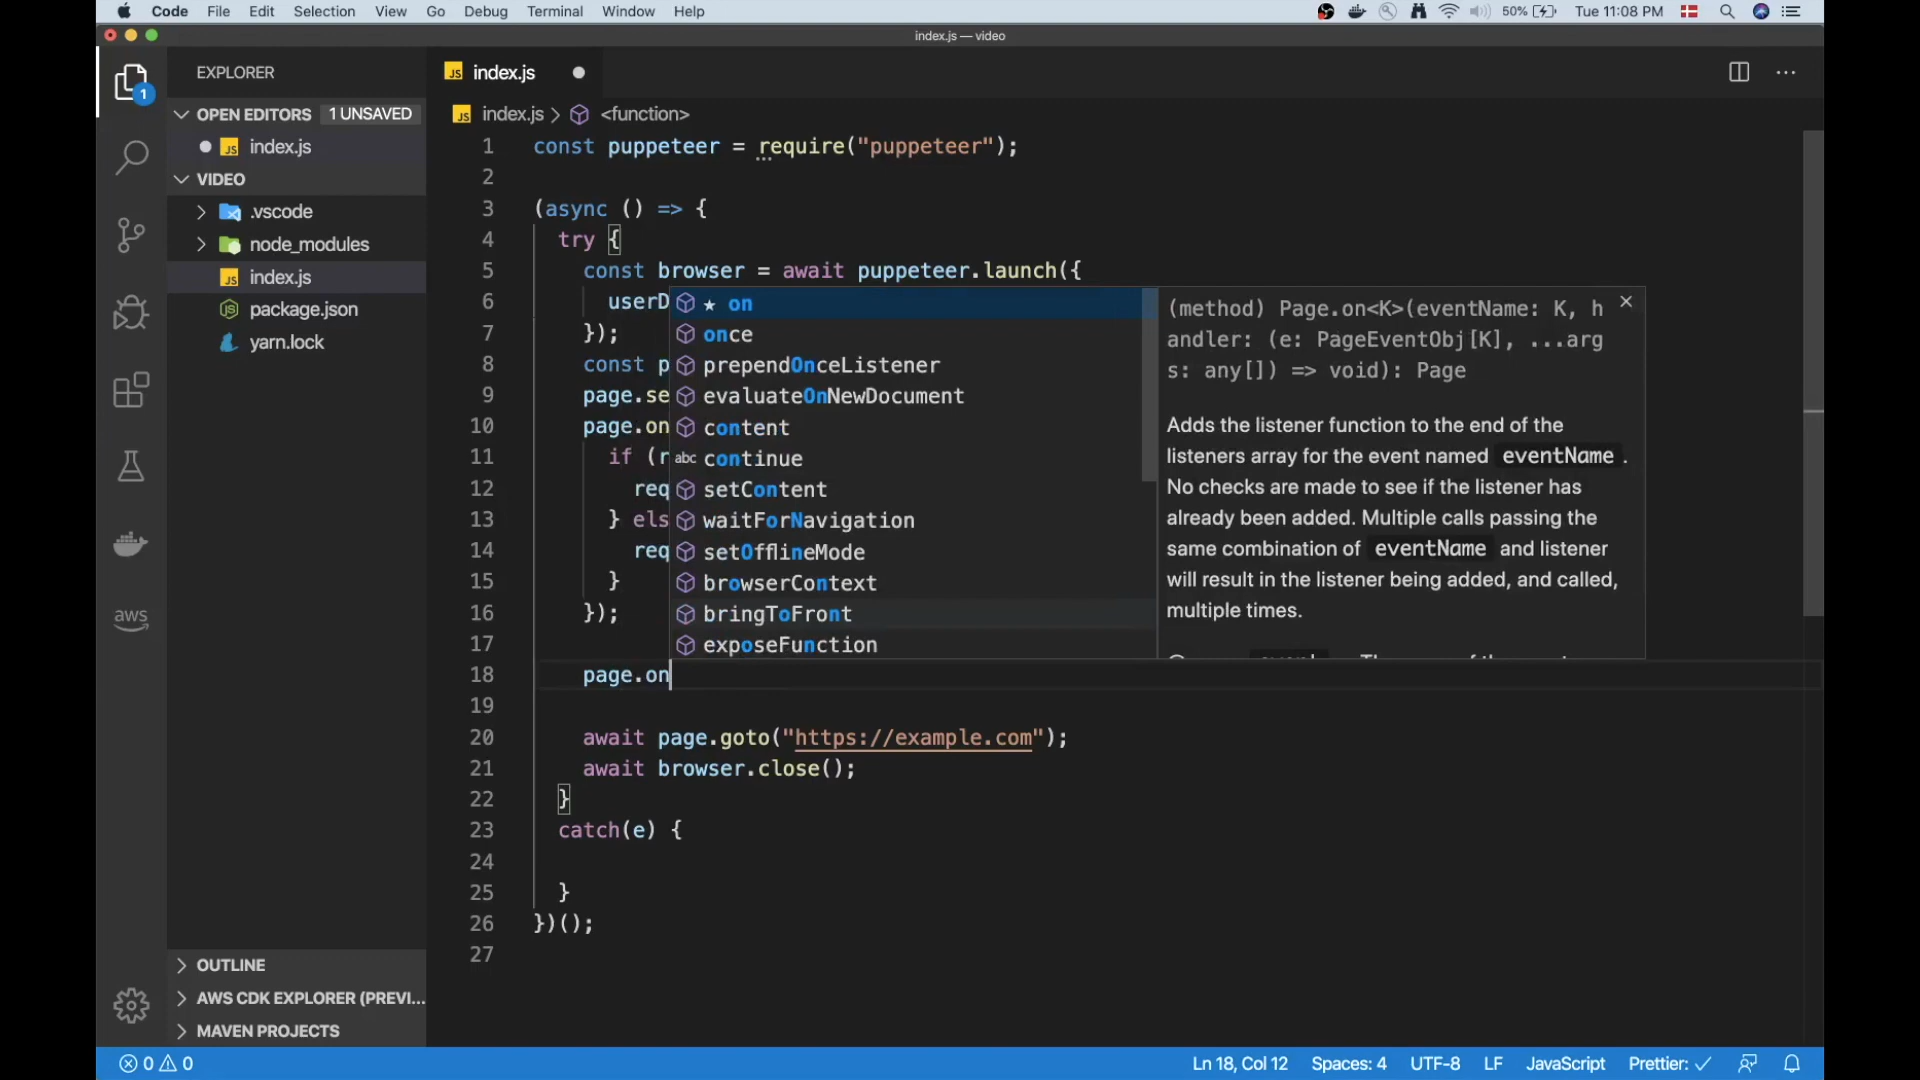 Code File Edit Selection View Go Debug Terminal Window Help 50% Tue 11:08 PM
index.js — video
EXPLORER
OPEN EDITORS 1 UNSAVED
JS index.js
VIDEO
.vscode
node_modules
JS index.js
package.json
yarn.lock
OUTLINE
AWS CDK EXPLORER (PREVI...
MAVEN PROJECTS
1
aws
JS index.js
JS index.js > <function>
1 const puppeteer = require("puppeteer");
2
3 (async () => {
4 try {
5 const browser = await puppeteer.launch({
6 userD
7 });
8 const p
9 page.se
10 page.on
11 if (r
12 req
13 } els
14 req
15 }
16 });
17
18 page.on
19
20 await page.goto("https://example.com");
21 await browser.close();
22 }
23 catch(e) {
24
25 }
26 })();
27
★ on
once
prependOnceListener
evaluateOnNewDocument
content
abc continue
setContent
waitForNavigation
setOfflineMode
browserContext
bringToFront
exposeFunction
(method) Page.on<K>(eventName: K, h
andler: (e: PageEventObj[K], ...arg
s: any[]) => void): Page
Adds the listener function to the end of the
listeners array for the event named eventName .
No checks are made to see if the listener has
already been added. Multiple calls passing the
same combination of eventName and listener
will result in the listener being added, and called,
multiple times.
0 0 Ln 18, Col 12 Spaces: 4 UTF-8 LF JavaScript Prettier: ✓